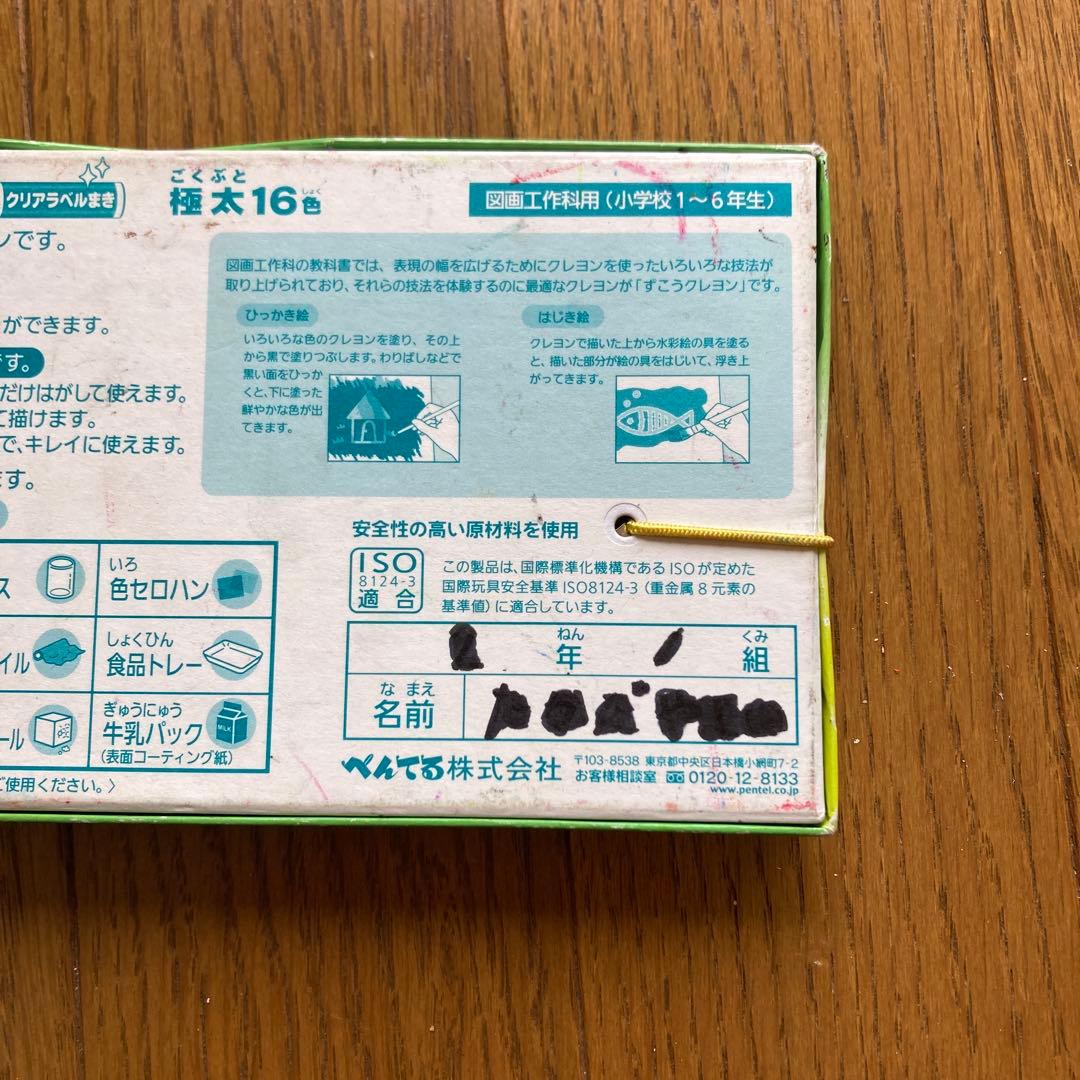 クリアラベルまき
ごくぶと しょく
極太16色
図画工作科用(小学校1～6年生)
ンです。
ができます。
です。
だけはがして使えます。
て描けます。
で、キレイに使えます。
ます。
図画工作科の教科書では、表現の幅を広げるためにクレヨンを使ったいろいろな技法が
取り上げられており、それらの技法を体験するのに最適なクレヨンが「ずこうクレヨン」です。
ひっかき絵
いろいろな色のクレヨンを塗り、その上
から黒で塗りつぶします。わりばしなどで
黒い面をひっか
くと、下に塗った
鮮やかな色が出
てきます。
はじき絵
クレヨンで描いた上から水彩絵の具を塗る
と、描いた部分が絵の具をはじいて、浮き上
がってきます。
安全性の高い原材料を使用
ISO
8124-3
適合
この製品は、国際標準化機構であるISOが定めた
国際玩具安全基準ISO8124-3(重金属8元素の
基準値)に適合しています。
ス
いろ
色セロハン
イル
しょくひん
食品トレー
ール
ぎゅうにゅう
牛乳パック
(表面コーティング紙)
MILK
ご使用ください。〉
ねん くみ
年 組
な まえ
名前
ぺんてる株式会社
〒103-8538 東京都中央区日本橋小網町7-2
お客様相談室 0120-12-8133
www.pentel.co.jp